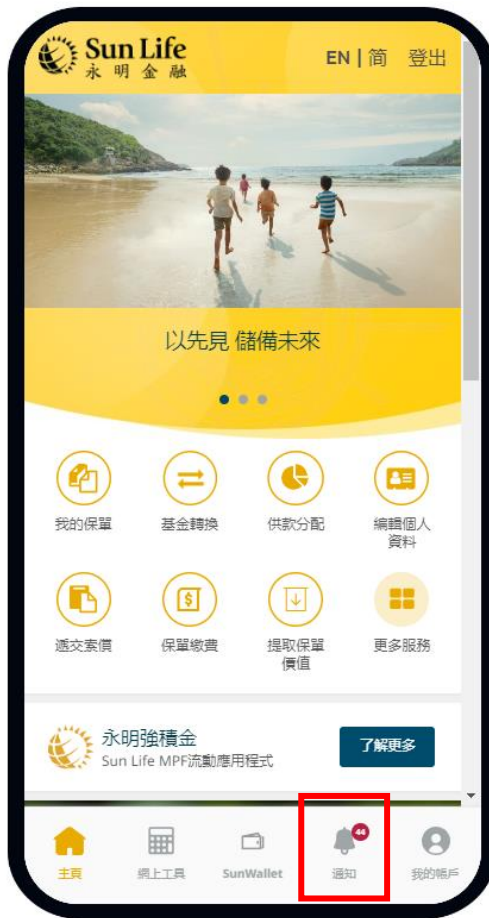 Sun Life
永明金融
EN | 简 登出
以先見 儲備未來
我的保單 基金轉換 供款分配 編輯個人
資料
遞交索償 保單繳費 提取保單 更多服務
價值
永明強積金
Sun Life MPF流動應用程式
了解更多
44
主頁 網上工具 SunWallet 通知 我的帳戶